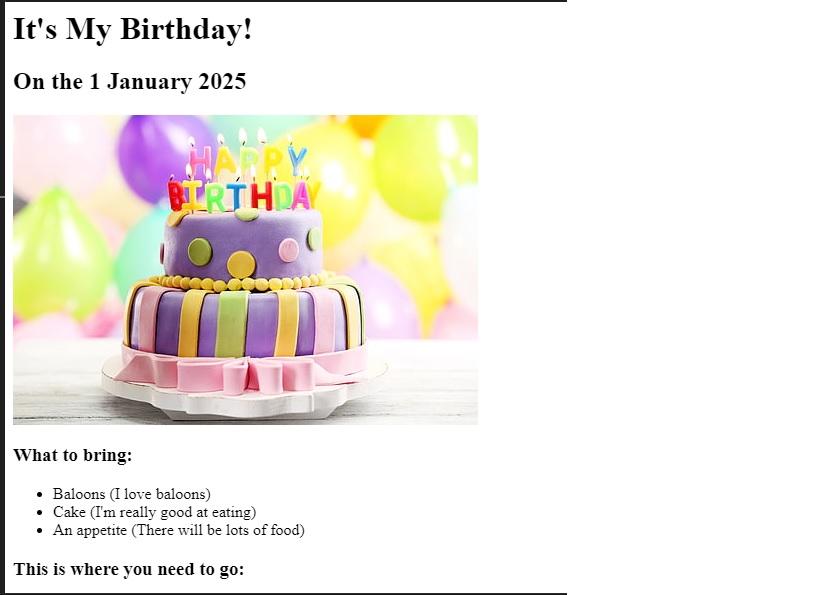 It's My Birthday!
On the 1 January 2025
HAPPY
BIRTHDAY
What to bring:
Baloons (I love baloons)
Cake (I'm really good at eating)
An appetite (There will be lots of food)
This is where you need to go: